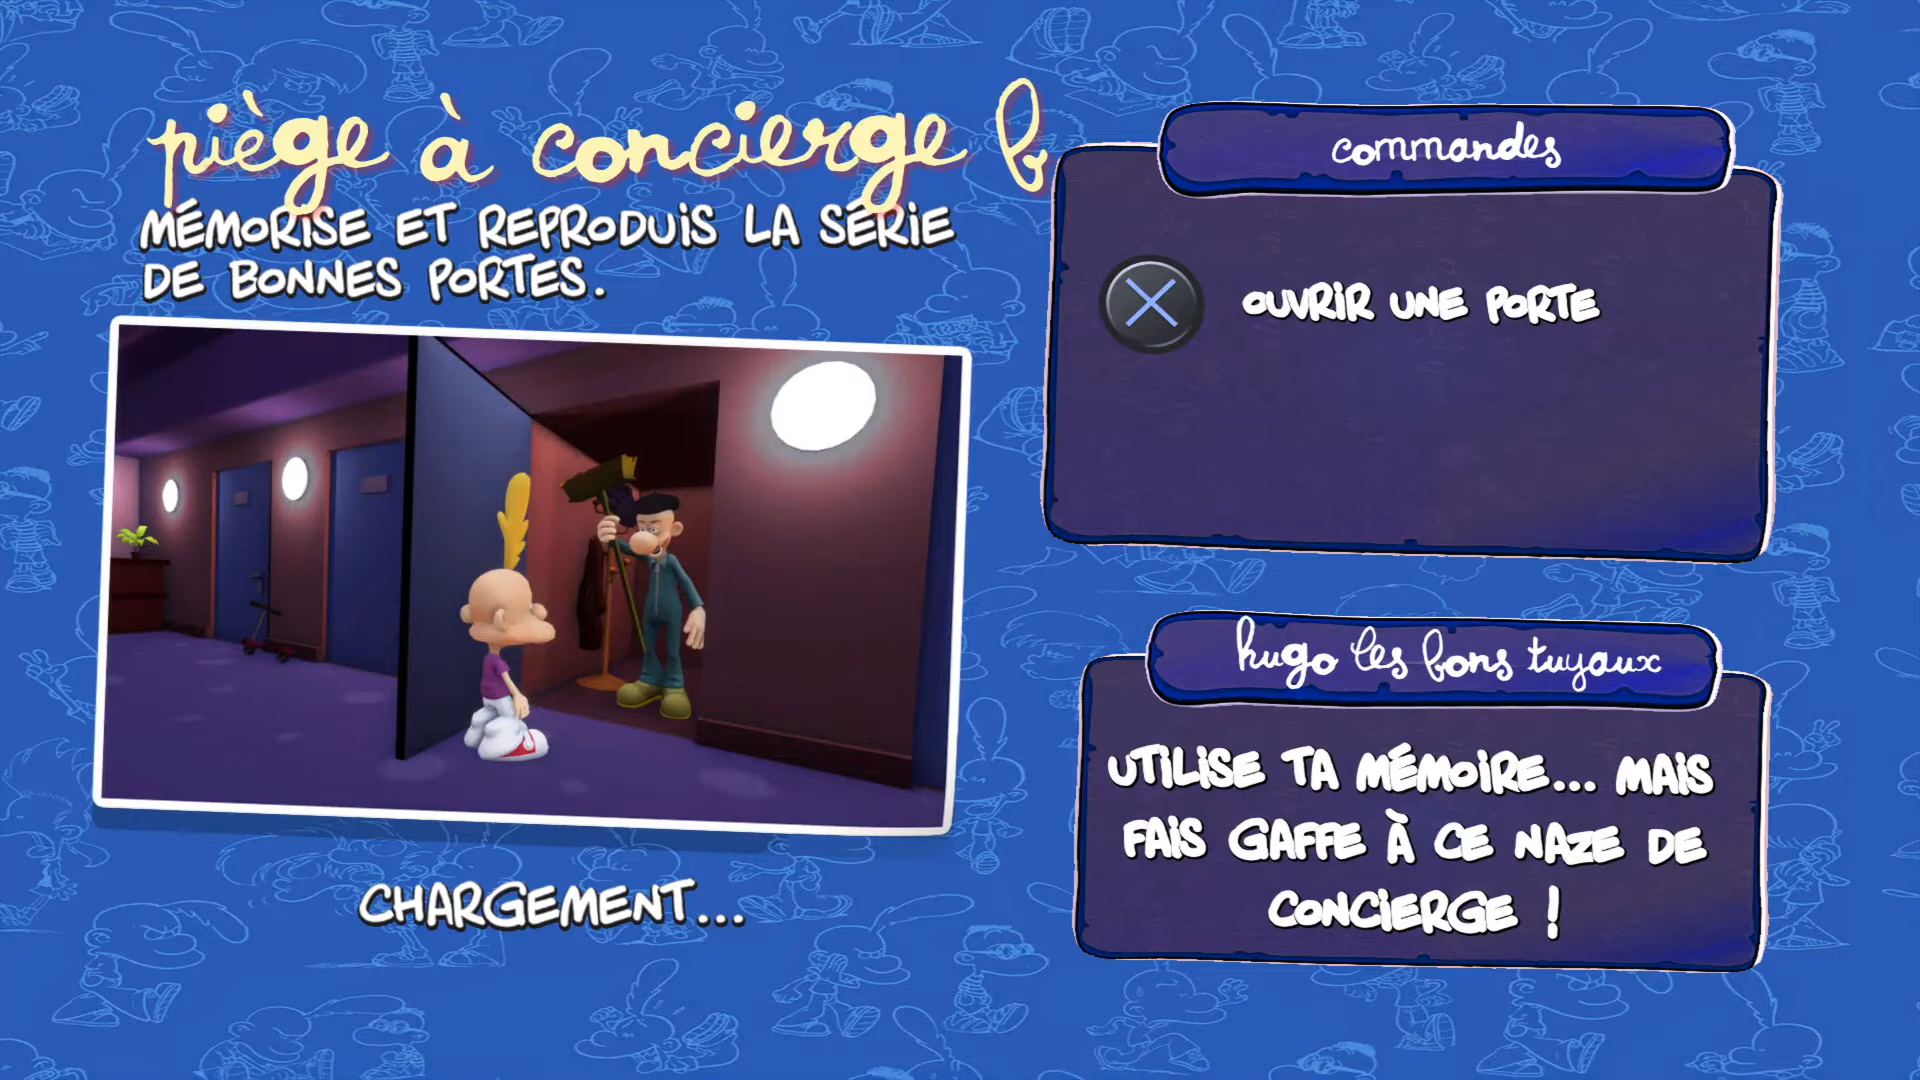 piège à concierge b
MÉMORISE ET REPRODUIS LA SÉRIE
DE BONNES PORTES.
CHARGEMENT...
commandes
OUVRIR UNE PORTE
hugo les bons tuyaux
UTILISE TA MÉMOIRE... MAIS
FAIS GAFFE À CE NAZE DE
CONCIERGE !